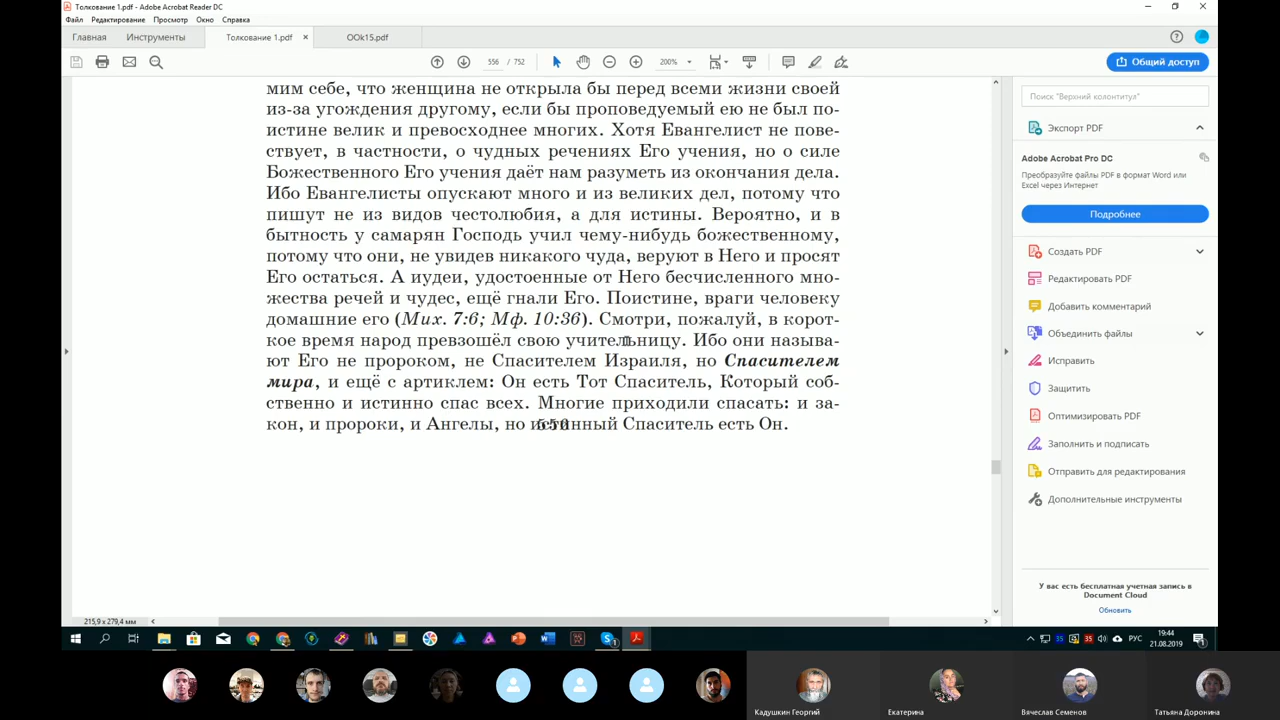 Толкование 1.pdf - Adobe Acrobat Reader DC
Файл Редактирование Просмотр Окно Справка
Главная Инструменты Толкование 1.pdf × OOk15.pdf
556 / 752 200% Общий доступ
мим себе, что женщина не открыла бы перед всеми жизни своей
из-за угождения другому, если бы проповедуемый ею не был по-
истине велик и превосходнее многих. Хотя Евангелист не пове-
ствует, в частности, о чудных речениях Его учения, но о силе
Божественного Его учения даёт нам разуметь из окончания дела.
Ибо Евангелисты опускают много и из великих дел, потому что
пишут не из видов честолюбия, а для истины. Вероятно, и в
бытность у самарян Господь учил чему-нибудь божественному,
потому что они, не увидев никакого чуда, веруют в Него и просят
Его остаться. А иудеи, удостоенные от Него бесчисленного мно-
жества речей и чудес, ещё гнали Его. Поистине, враги человеку
домашние его (Мих. 7:6; Мф. 10:36). Смотри, пожалуй, в корот-
кое время народ превзошёл свою учительницу. Ибо они называ-
ют Его не пророком, не Спасителем Израиля, но Спасителем
мира, и ещё с артиклем: Он есть Тот Спаситель, Который соб-
ственно и истинно спас всех. Многие приходили спасать: и за-
кон, и пророки, и Ангелы, но истинный Спаситель есть Он.
556
215,9 x 279,4 мм
Поиск "Верхний колонтитул"
Экспорт PDF
Adobe Acrobat Pro DC
Преобразуйте файлы PDF в формат Word или
Excel через Интернет
Подробнее
Создать PDF
Редактировать PDF
Добавить комментарий
Объединить файлы
Исправить
Защитить
Оптимизировать PDF
Заполнить и подписать
Отправить для редактирования
Дополнительные инструменты
У вас есть бесплатная учетная запись в
Document Cloud
Обновить
РУС
19:44
21.08.2019
Кадушкин Георгий
Екатерина
Вячеслав Семенов
Татьяна Доронина